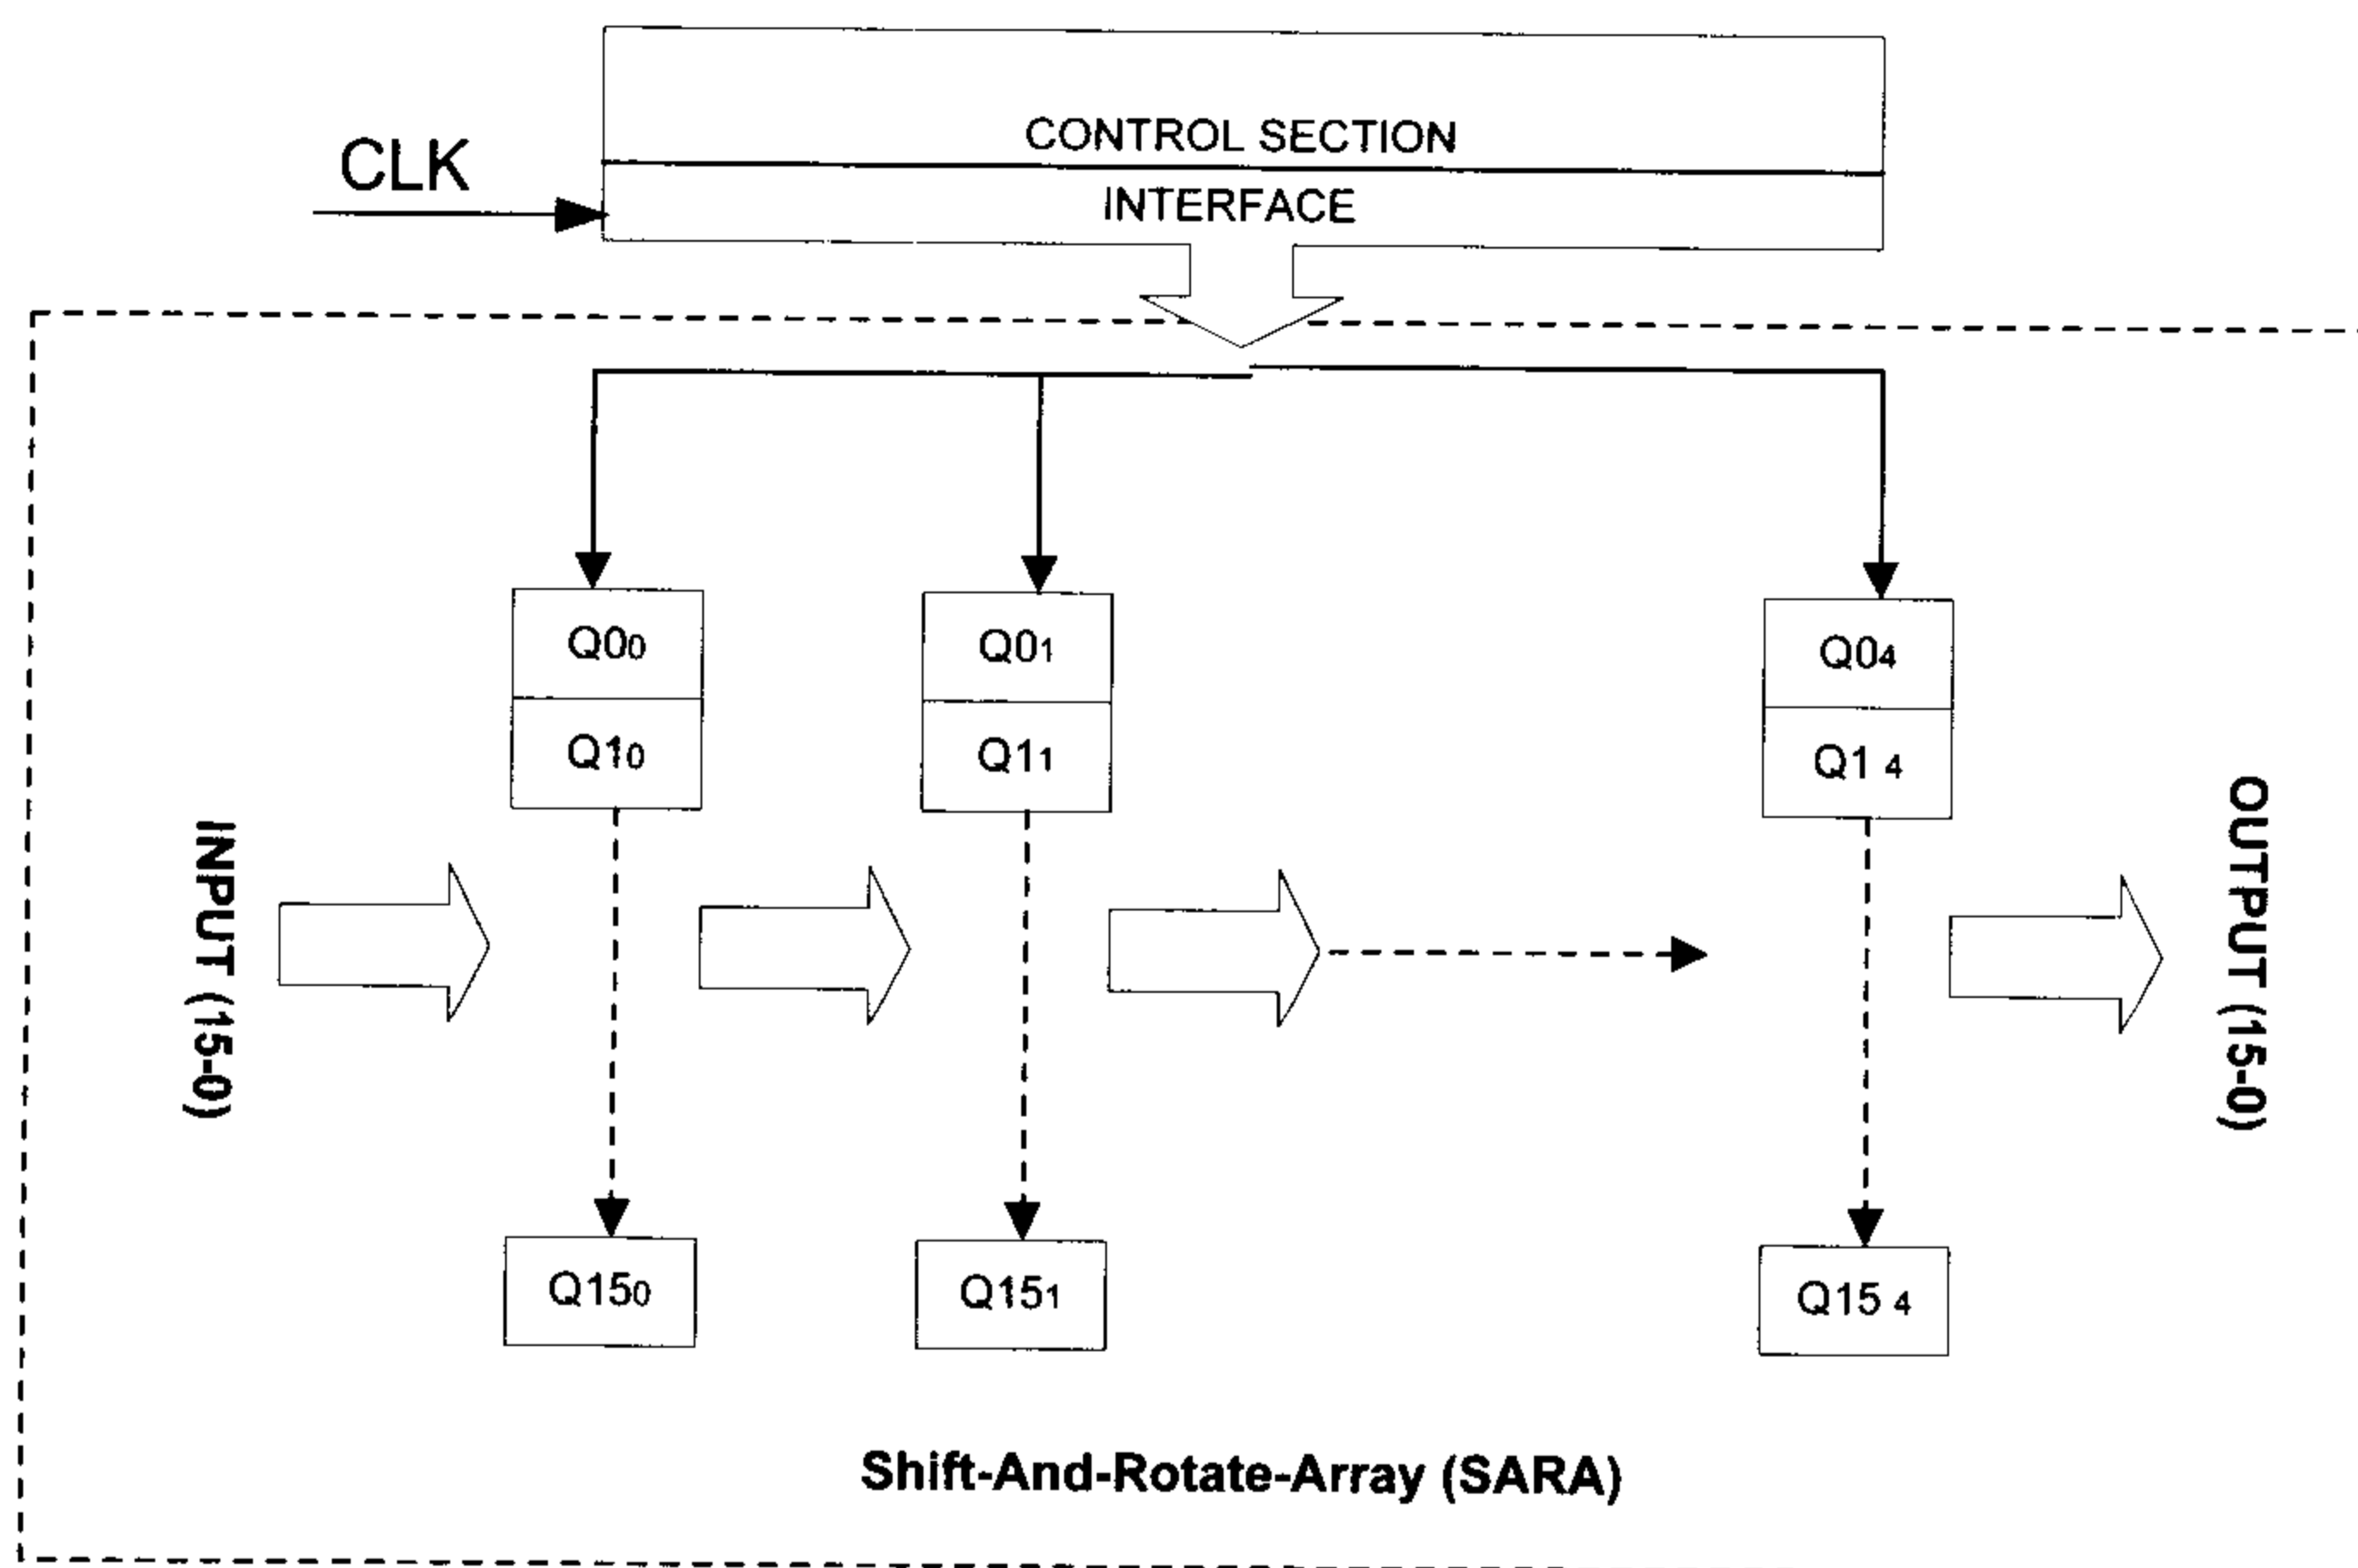 CONTROL SECTION
CLK
INTERFACE
Q0₀
Q0₁
Q0₄
Q1₀
Q1₁
Q1 ₄
INPUT (15-0)
OUTPUT (15-0)
Q15₀
Q15₁
Q15 ₄
Shift-And-Rotate-Array (SARA)